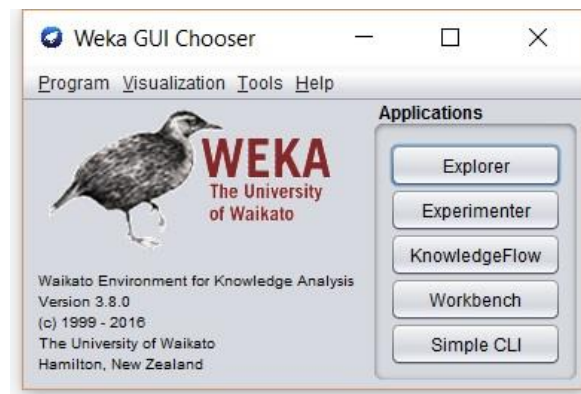 Weka GUI Chooser
Program Visualization Tools Help
WEKA
The University
of Waikato
Waikato Environment for Knowledge Analysis
Version 3.8.0
(c) 1999 - 2016
The University of Waikato
Hamilton, New Zealand
Applications
Explorer
Experimenter
KnowledgeFlow
Workbench
Simple CLI